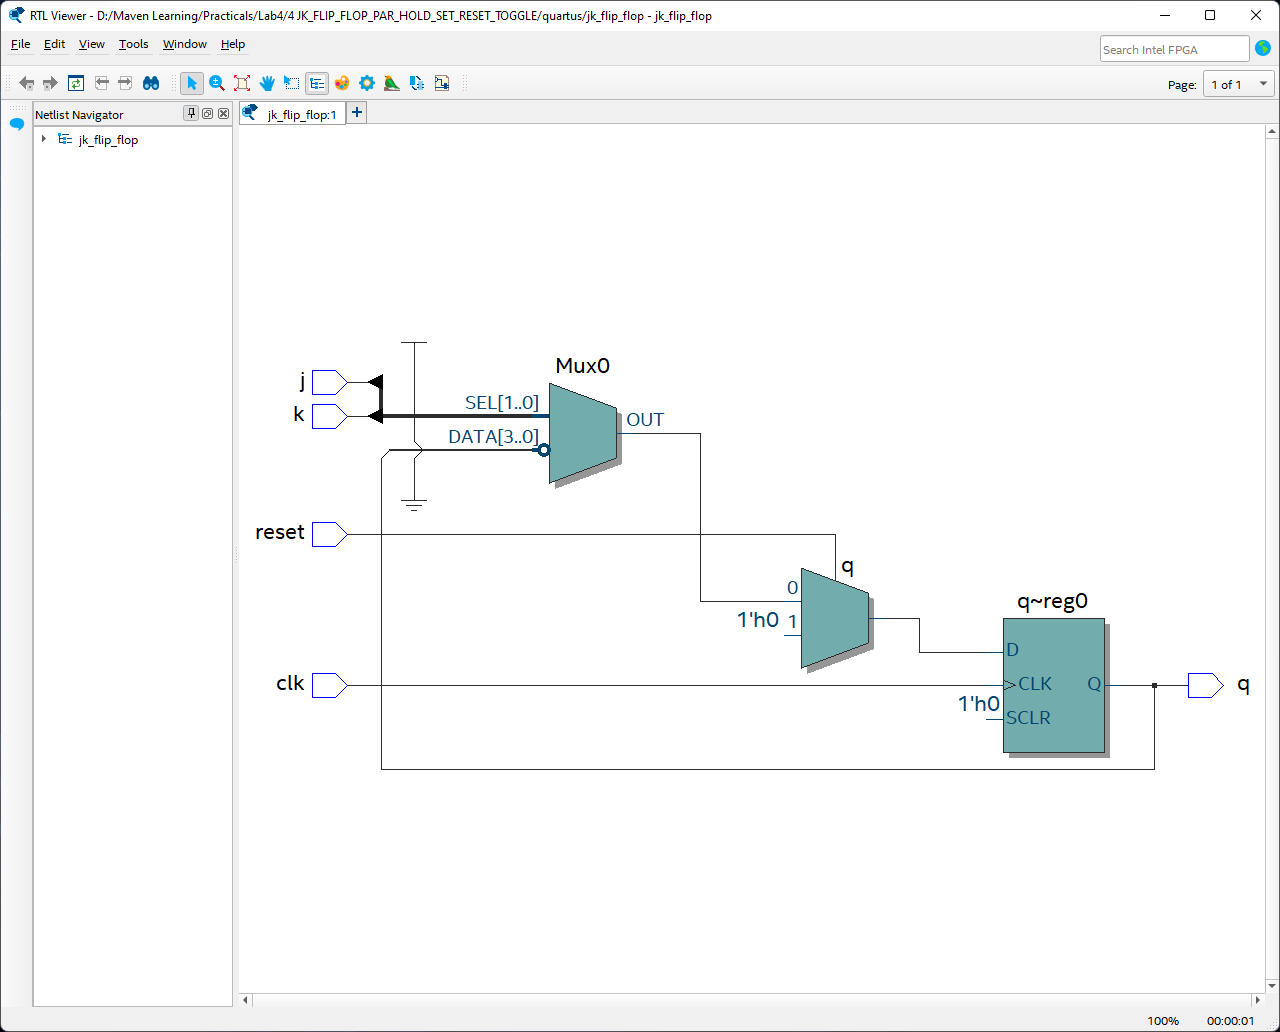 RTL Viewer - D:/Maven Learning/Practicals/Lab4/4 JK_FLIP_FLOP_PAR_HOLD_SET_RESET_TOGGLE/quartus/jk_flip_flop - jk_flip_flop
File Edit View Tools Window Help
Search Intel FPGA
Page: 1 of 1
Netlist Navigator
jk_flip_flop:1
jk_flip_flop
Mux0
j
SEL[1..0]
k
OUT
DATA[3..0]
reset
q
0
1'h0 1
q~reg0
D
clk
CLK
Q
q
1'h0
SCLR
100% 00:00:01